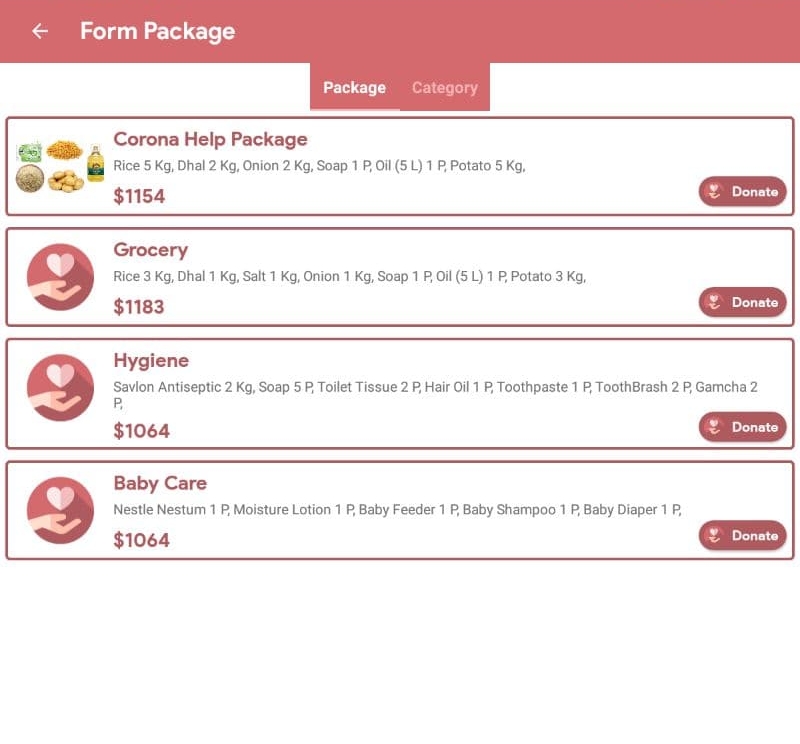 Form Package
Package
Category
Corona Help Package
Rice 5 Kg, Dhal 2 Kg, Onion 2 Kg, Soap 1 P, Oil (5 L) 1 P, Potato 5 Kg,
$1154
Donate
Grocery
Rice 3 Kg, Dhal 1 Kg, Salt 1 Kg, Onion 1 Kg, Soap 1 P, Oil (5 L) 1 P, Potato 3 Kg,
$1183
Donate
Hygiene
Savlon Antiseptic 2 Kg, Soap 5 P, Toilet Tissue 2 P, Hair Oil 1 P, Toothpaste 1 P, ToothBrash 2 P, Gamcha 2
P,
$1064
Donate
Baby Care
Nestle Nestum 1 P, Moisture Lotion 1 P, Baby Feeder 1 P, Baby Shampoo 1 P, Baby Diaper 1 P,
$1064
Donate